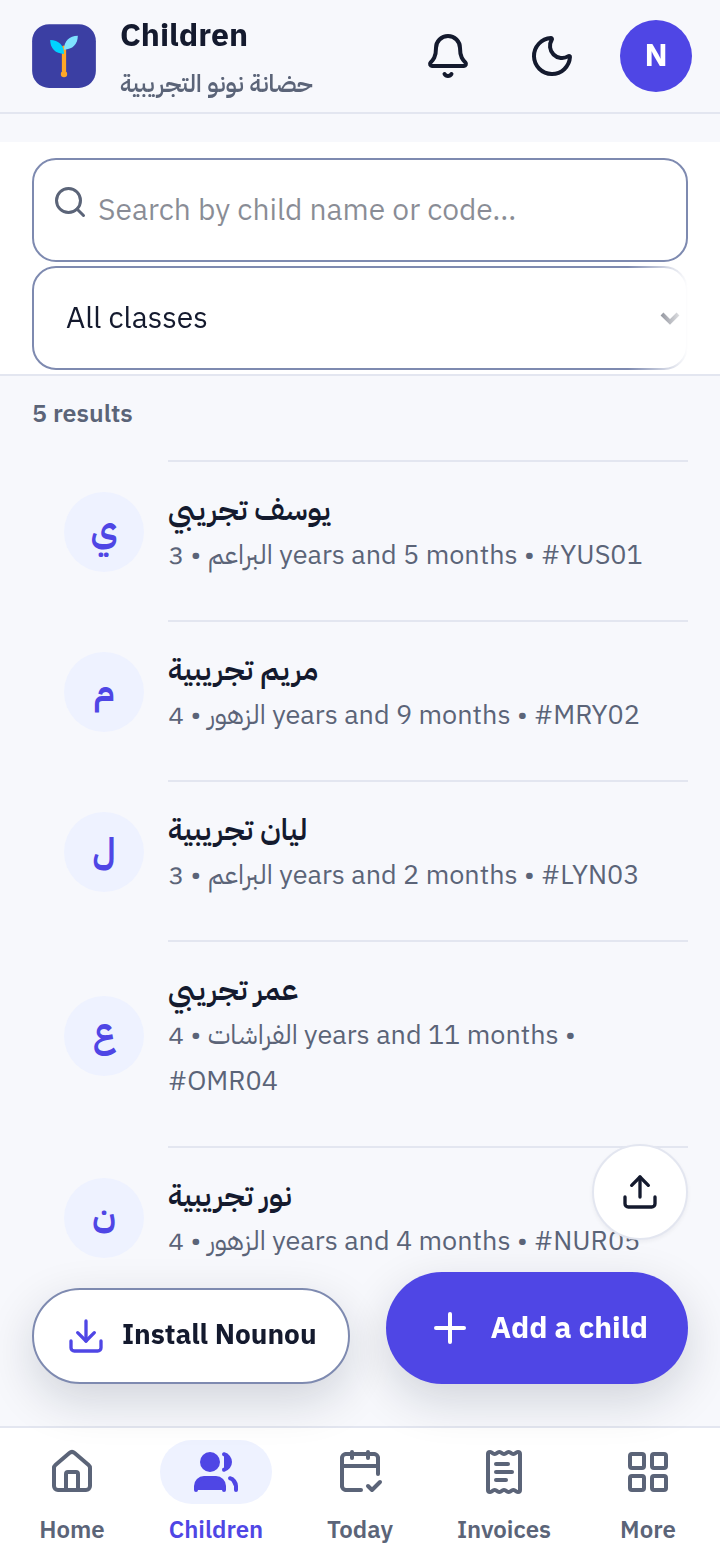 Children
حضانة نونو التجريبية
N
Search by child name or code...
All classes
5 results
ي
يوسف تجريبي
3 • البراعم years and 5 months • #YUS01
م
مريم تجريبية
4 • الزهور years and 9 months • #MRY02
ل
ليان تجريبية
3 • البراعم years and 2 months • #LYN03
ع
عمر تجريبي
4 • الفراشات years and 11 months •
#OMR04
ن
نور تجريبية
4 • الزهور years and 4 months • #NUR05
Install Nounou
Add a child
Home
Children
Today
Invoices
More